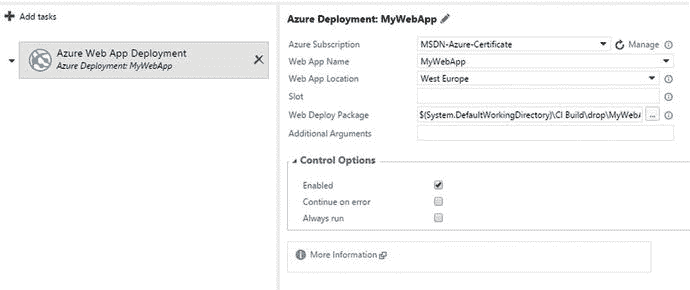 Add tasks
Azure Web App Deployment
Azure Deployment: MyWebApp
Azure Deployment: MyWebApp
Azure Subscription MSDN-Azure-Certificate Manage
Web App Name MyWebApp
Web App Location West Europe
Slot
Web Deploy Package $(System.DefaultWorkingDirectory)\CI Build\drop\MyWebA ...
Additional Arguments
Control Options
Enabled
Continue on error
Always run
More Information